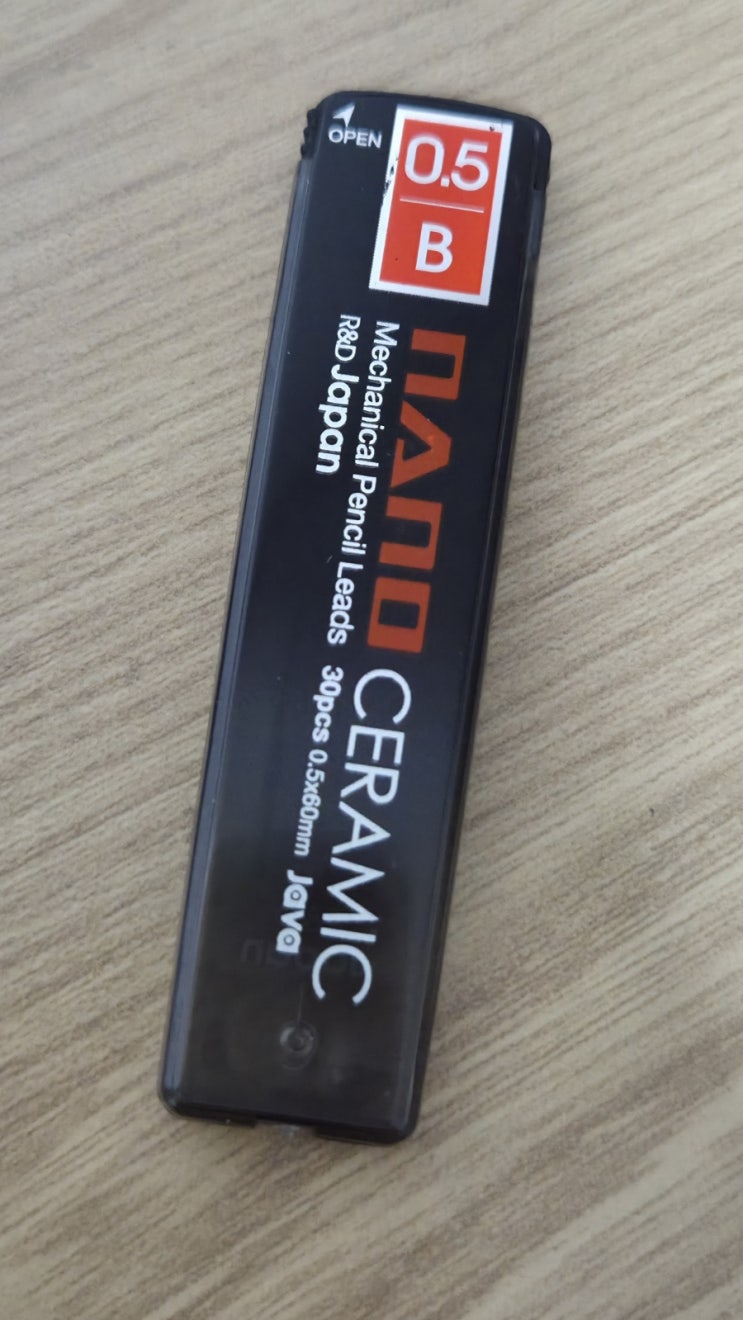 OPEN
0.5
B
nano CERAMIC
Mechanical Pencil Leads 30pcs 0.5x60mm Java
R&D Japan